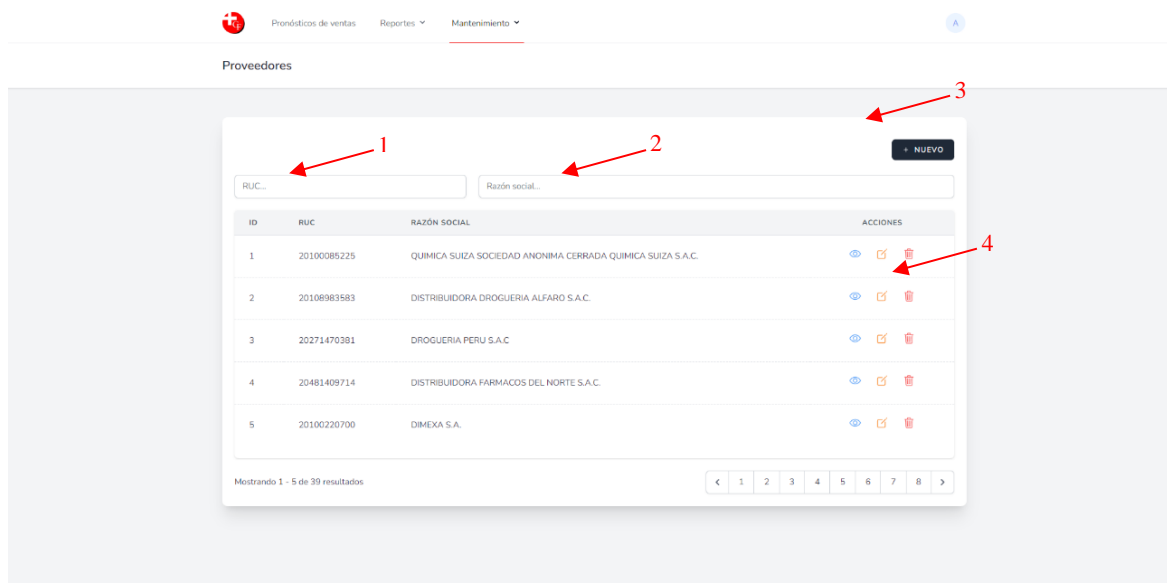 Pronósticos de ventas Reportes Mantenimiento A
Proveedores
3
1 2
+ NUEVO
RUC... Razón social...
ID RUC RAZÓN SOCIAL ACCIONES
4
1 20100085225 QUIMICA SUIZA SOCIEDAD ANONIMA CERRADA QUIMICA SUIZA S.A.C.
2 20108983583 DISTRIBUIDORA DROGUERIA ALFARO S.A.C.
3 20271470381 DROGUERIA PERU S.A.C
4 20481409714 DISTRIBUIDORA FARMACOS DEL NORTE S.A.C.
5 20100220700 DIMEXA S.A.
Mostrando 1 - 5 de 39 resultados < 1 2 3 4 5 6 7 8 >